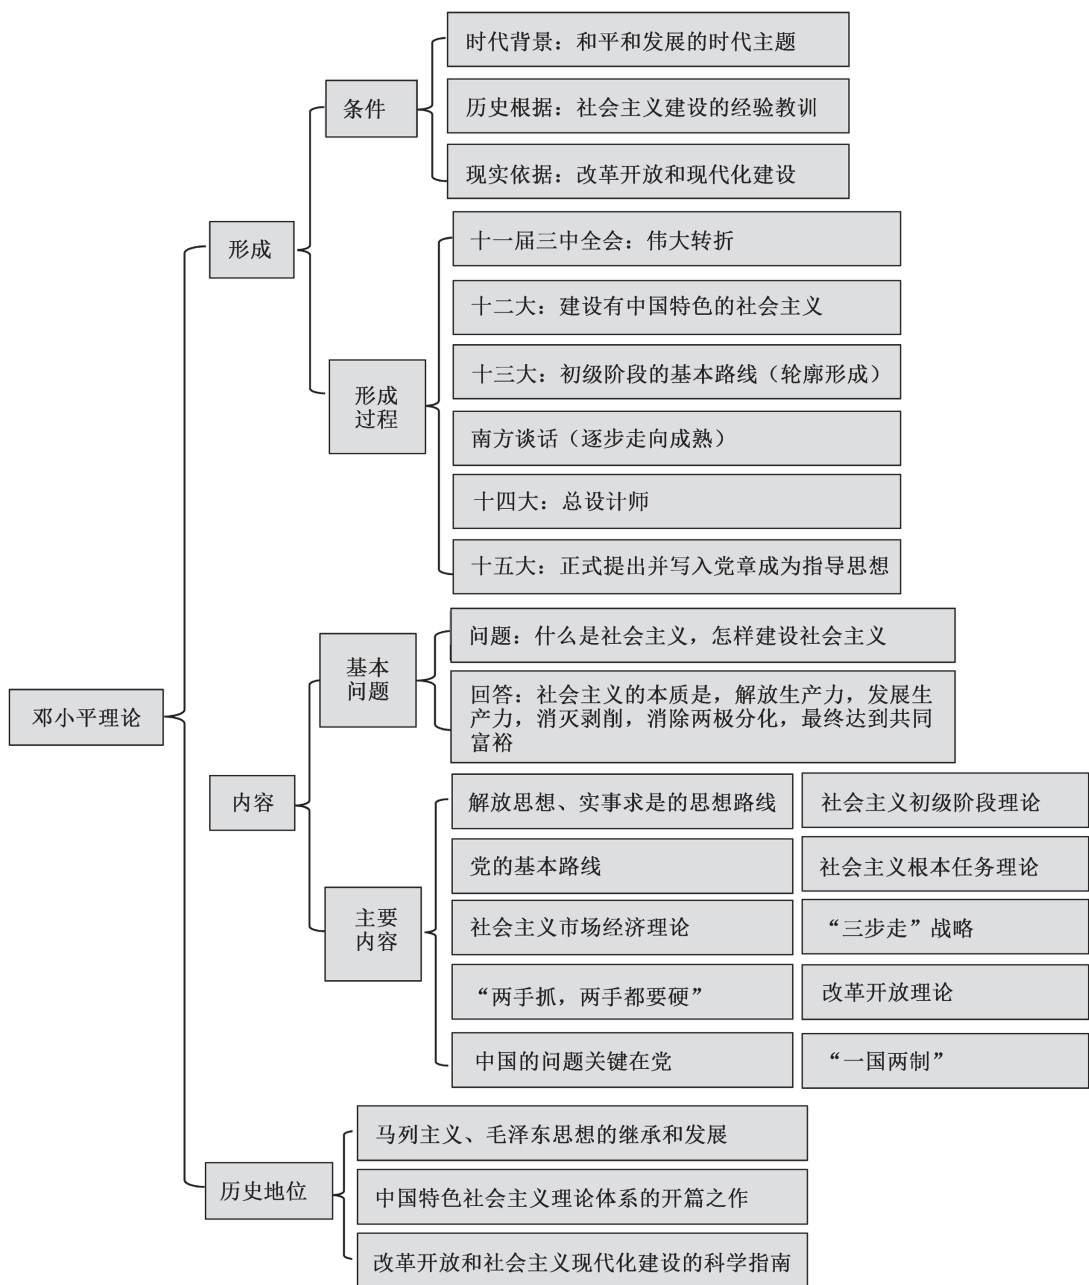 时代背景：和平和发展的时代主题
条件
历史根据：社会主义建设的经验教训
现实依据：改革开放和现代化建设
形成
十一届三中全会：伟大转折
十二大：建设有中国特色的社会主义
形成
过程
十三大：初级阶段的基本路线（轮廓形成）
南方谈话（逐步走向成熟）
十四大：总设计师
十五大：正式提出并写入党章成为指导思想
邓小平理论
基本
问题
问题：什么是社会主义，怎样建设社会主义
回答：社会主义的本质是，解放生产力，发展生
产力，消灭剥削，消除两极分化，最终达到共同
富裕
内容
主要
内容
解放思想、实事求是的思想路线
社会主义初级阶段理论
党的基本路线
社会主义根本任务理论
社会主义市场经济理论
“三步走”战略
“两手抓，两手都要硬”
改革开放理论
中国的问题关键在党
“一国两制”
历史地位
马列主义、毛泽东思想的继承和发展
中国特色社会主义理论体系的开篇之作
改革开放和社会主义现代化建设的科学指南